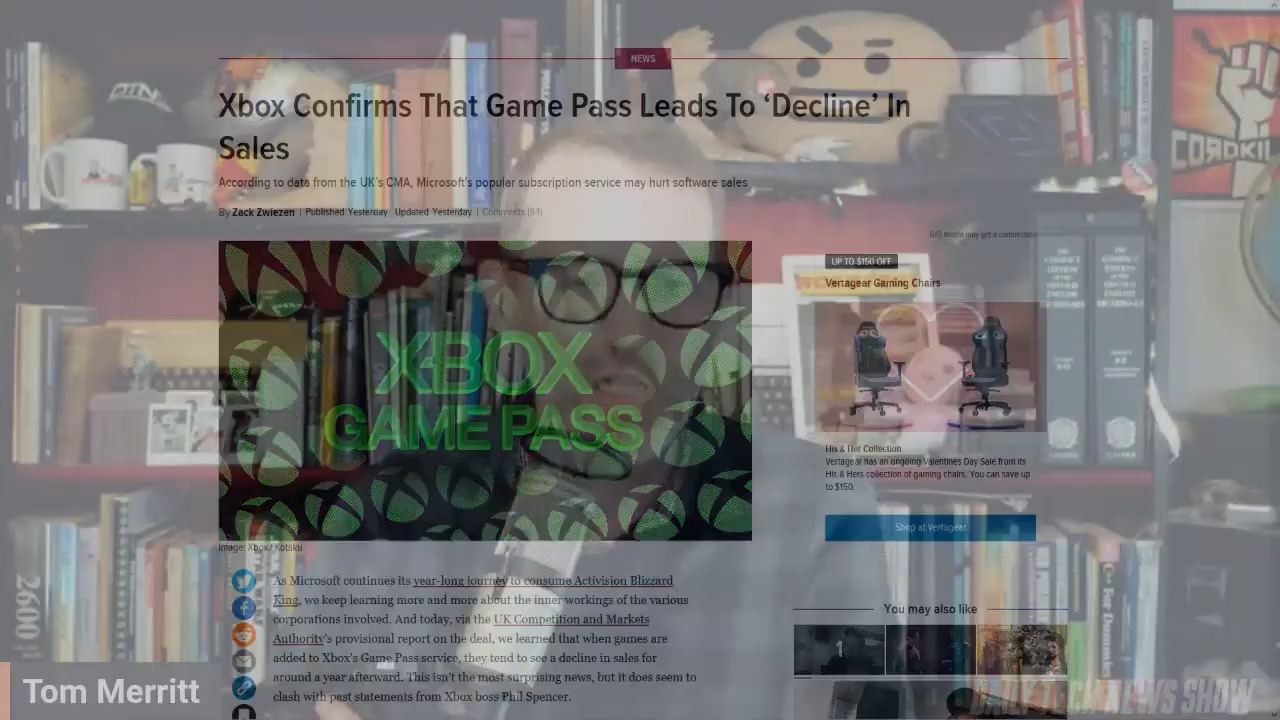 NEWS
Xbox Confirms That Game Pass Leads To ‘Decline’ In
Sales
According to data from the UK's CMA, Microsoft's popular subscription service may hurt software sales
By Zack Zwiezen | Published Yesterday | Updated Yesterday | Comments (84)
G/O Media may get a commission
UP TO $150 OFF
Vertagear Gaming Chairs
XBOX
GAME PASS
His & Her Collection
Vertagear has an ongoing Valentines Day Sale from its
His & Hers collection of gaming chairs. You can save up
to $150.
Shop at Vertagear
Image: Xbox / Kotaku
As Microsoft continues its year-long journey to consume Activision Blizzard
King, we keep learning more and more about the inner workings of the various
corporations involved. And today, via the UK Competition and Markets
Authority's provisional report on the deal, we learned that when games are
added to Xbox's Game Pass service, they tend to see a decline in sales for
around a year afterward. This isn't the most surprising news, but it does seem to
clash with past statements from Xbox boss Phil Spencer.
You may also like
2600
CORDKIL
C++ For Dummies
Tom Merritt
DAILY TECH NEWS SHOW